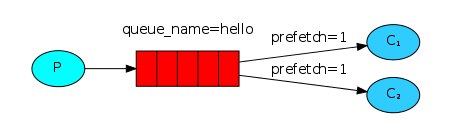 queue_name=hello
prefetch=1
C₁
P
prefetch=1
C₂